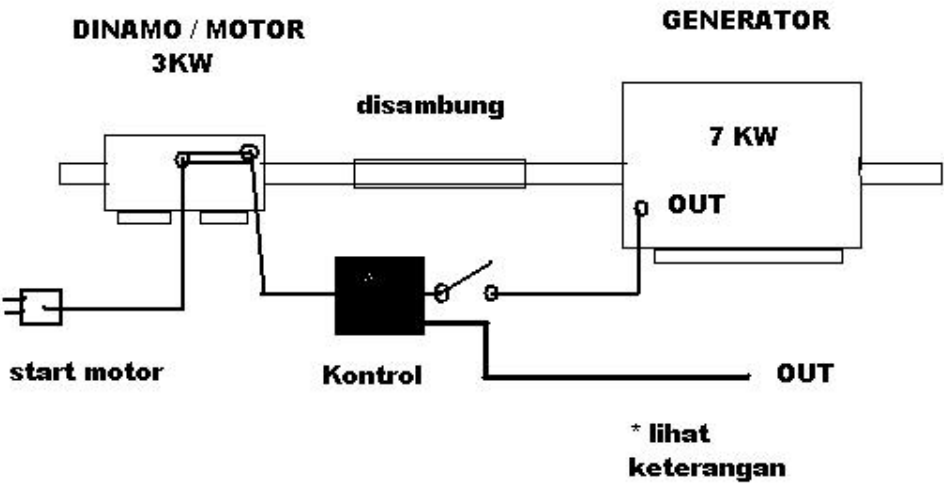 DINAMO / MOTOR
3KW
GENERATOR
disambung
7 KW
OUT
start motor
Kontrol
OUT
* lihat
keterangan